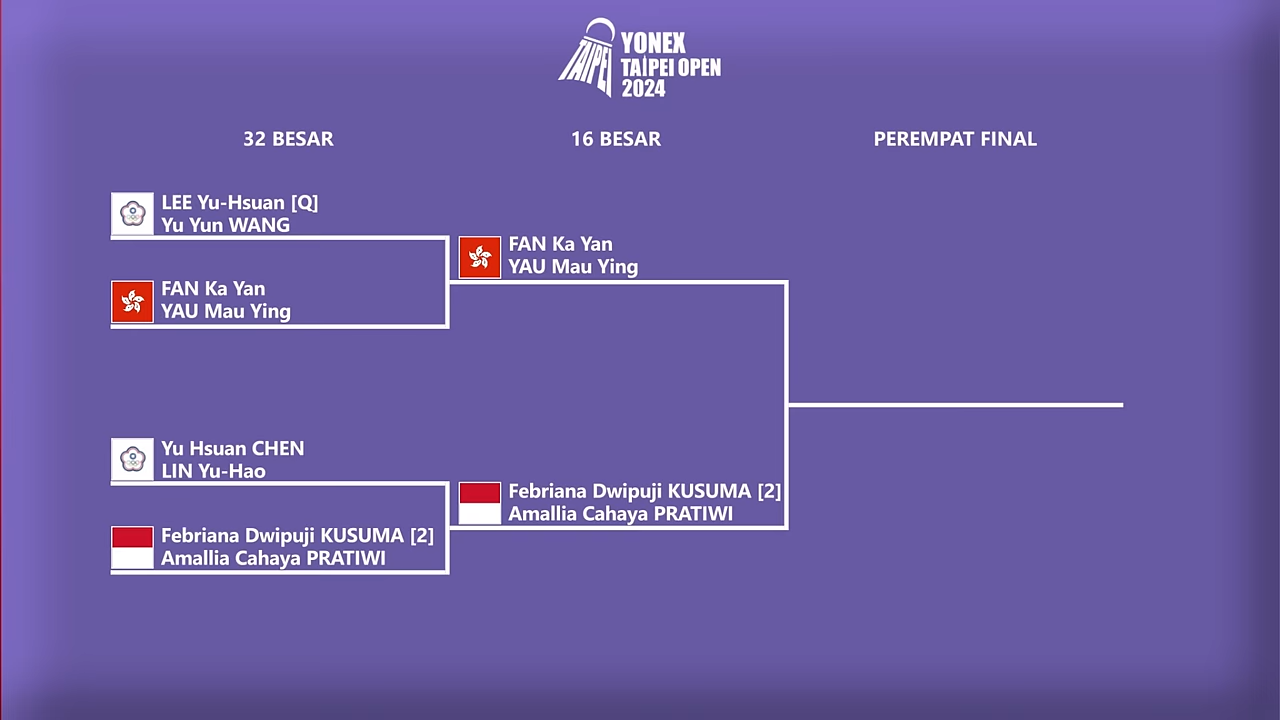 TAIPEI
YONEX
TAIPEI OPEN
2024
32 BESAR
16 BESAR
PEREMPAT FINAL
LEE Yu-Hsuan [Q]
Yu Yun WANG
FAN Ka Yan
YAU Mau Ying
FAN Ka Yan
YAU Mau Ying
Yu Hsuan CHEN
LIN Yu-Hao
Febriana Dwipuji KUSUMA [2]
Amallia Cahaya PRATIWI
Febriana Dwipuji KUSUMA [2]
Amallia Cahaya PRATIWI